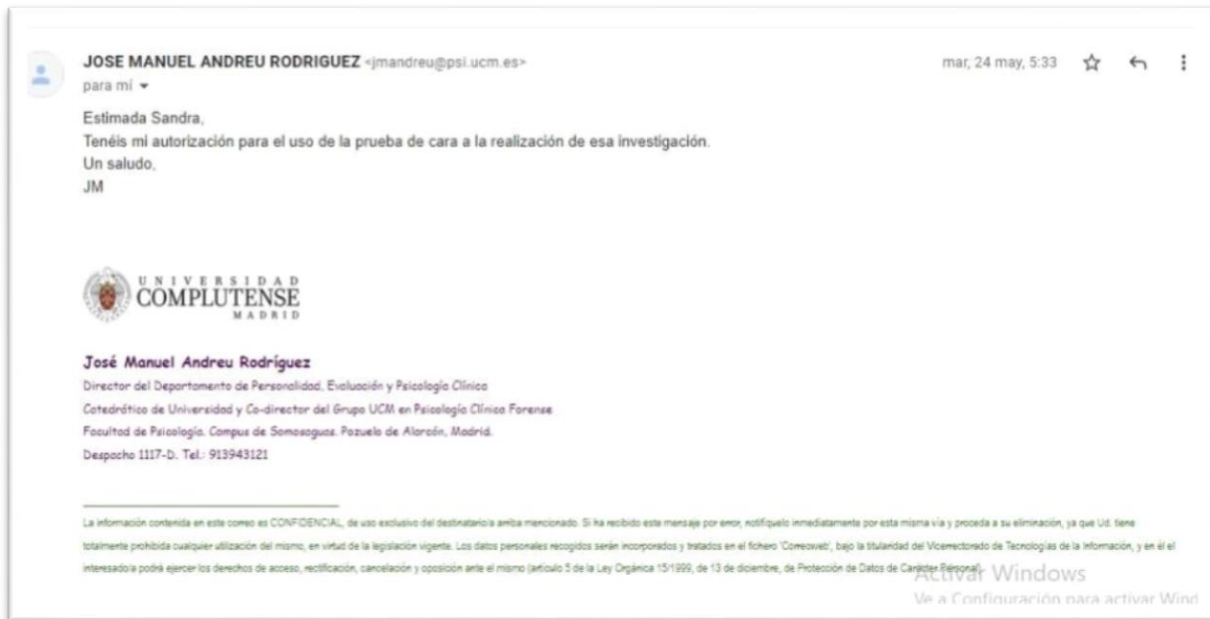 JOSE MANUEL ANDREU RODRIGUEZ <jmandreu@psi.ucm.es>
mar, 24 may, 5:33
para mí
Estimada Sandra,
Tenéis mi autorización para el uso de la prueba de cara a la realización de esa investigación.
Un saludo,
JM
UNIVERSIDAD
COMPLUTENSE
MADRID
José Manuel Andreu Rodríguez
Director del Departamento de Personalidad, Evaluación y Psicología Clínica
Catedrático de Universidad y Co-director del Grupo UCM en Psicología Clínica Forense
Facultad de Psicología. Campus de Somosaguas. Pozuelo de Alarcón, Madrid.
Despacho 1117-D. Tel.: 913943121
La información contenida en este correo es CONFIDENCIAL, de uso exclusivo del destinatario/a arriba mencionado. Si ha recibido este mensaje por error, notifíquelo inmediatamente por esta misma vía y proceda a su eliminación, ya que Ud. tiene
totalmente prohibida cualquier utilización del mismo, en virtud de la legislación vigente. Los datos personales recogidos serán incorporados y tratados en el fichero 'Correoweb', bajo la titularidad del Vicerrectorado de Tecnologías de la Información, y en él el
interesado/a podrá ejercer los derechos de acceso, rectificación, cancelación y oposición ante el mismo (artículo 5 de la Ley Orgánica 15/1999, de 13 de diciembre, de Protección de Datos de Carácter Personal).
Activar Windows
Ve a Configuración para activar Wind